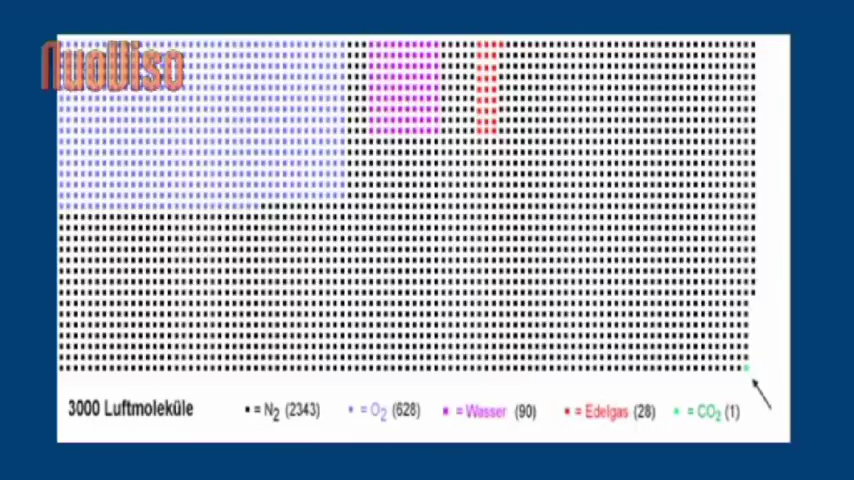 NuoViso
3000 Luftmoleküle = N2 (2343) = O2 (628) = Wasser (90) = Edelgas (28) = CO2 (1)